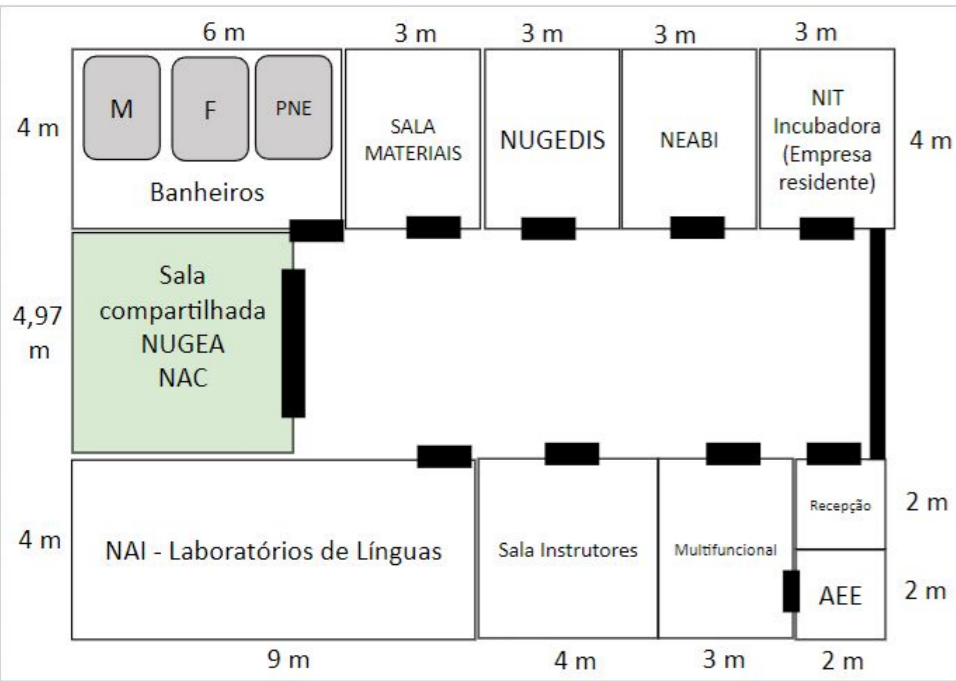 6 m
3 m
3 m
3 m
3 m
4 m
M
F
PNE
Banheiros
SALA
MATERIAIS
NUGEDIS
NEABI
NIT
Incubadora
(Empresa
residente)
4 m
4,97
m
Sala
compartilhada
NUGEA
NAC
4 m
NAI - Laboratórios de Línguas
Sala Instrutores
Multifuncional
Recepção
2 m
AEE
2 m
9 m
4 m
3 m
2 m